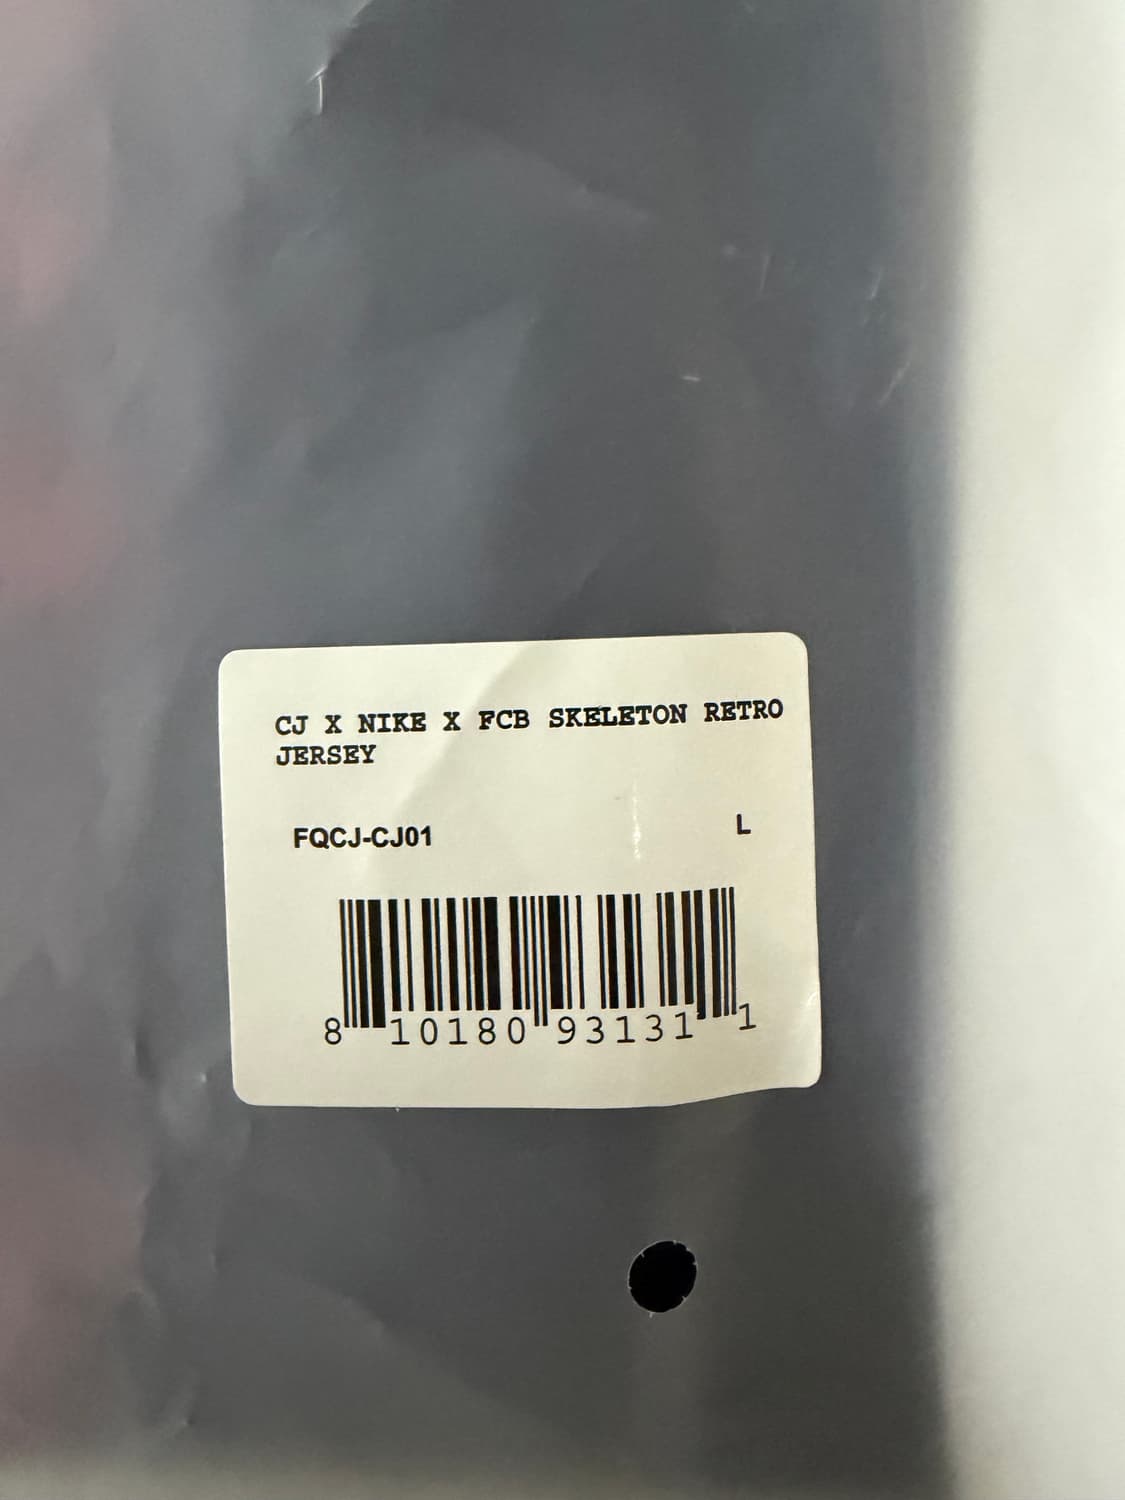 CJ X NIKE X FCB SKELETON RETRO
JERSEY
FQCJ-CJ01 L
8 10180 93131 1